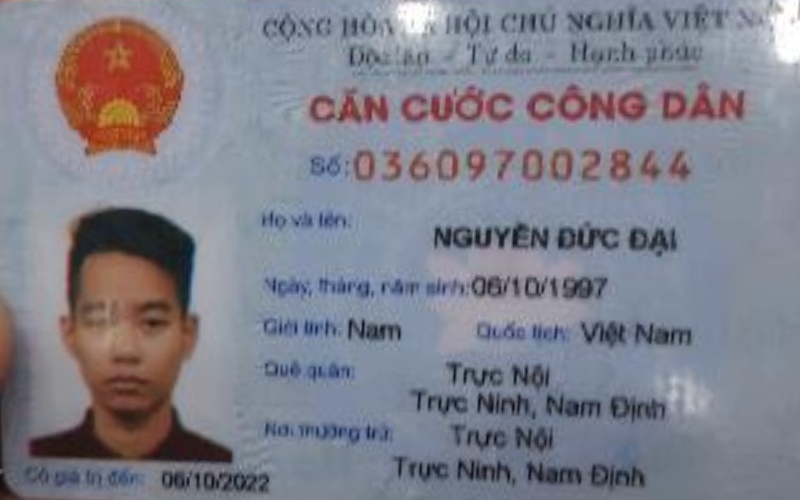 CỘNG HÒA XÃ HỘI CHỦ NGHĨA VIỆT NAM
Độc lập - Tự do - Hạnh phúc
CĂN CƯỚC CÔNG DÂN
Số: 036097002844
Họ và tên:
NGUYỄN ĐỨC ĐẠI
Ngày, tháng, năm sinh: 06/10/1997
Giới tính: Nam Quốc tịch: Việt Nam
Quê quán: Trực Nội
Trực Ninh, Nam Định
Nơi thường trú: Trực Nội
Trực Ninh, Nam Định
Có giá trị đến: 06/10/2022